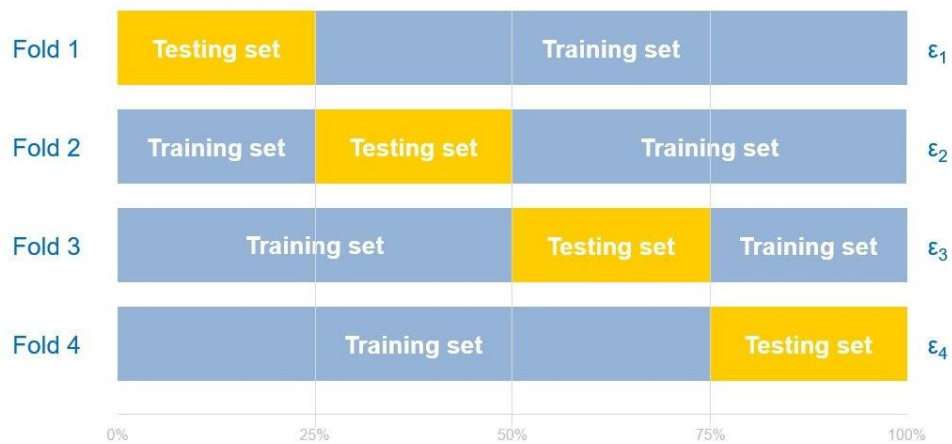 Fold 1 Testing set Training set ε₁
Fold 2 Training set Testing set Training set ε₂
Fold 3 Training set Testing set Training set ε₃
Fold 4 Training set Testing set ε₄
0% 25% 50% 75% 100%